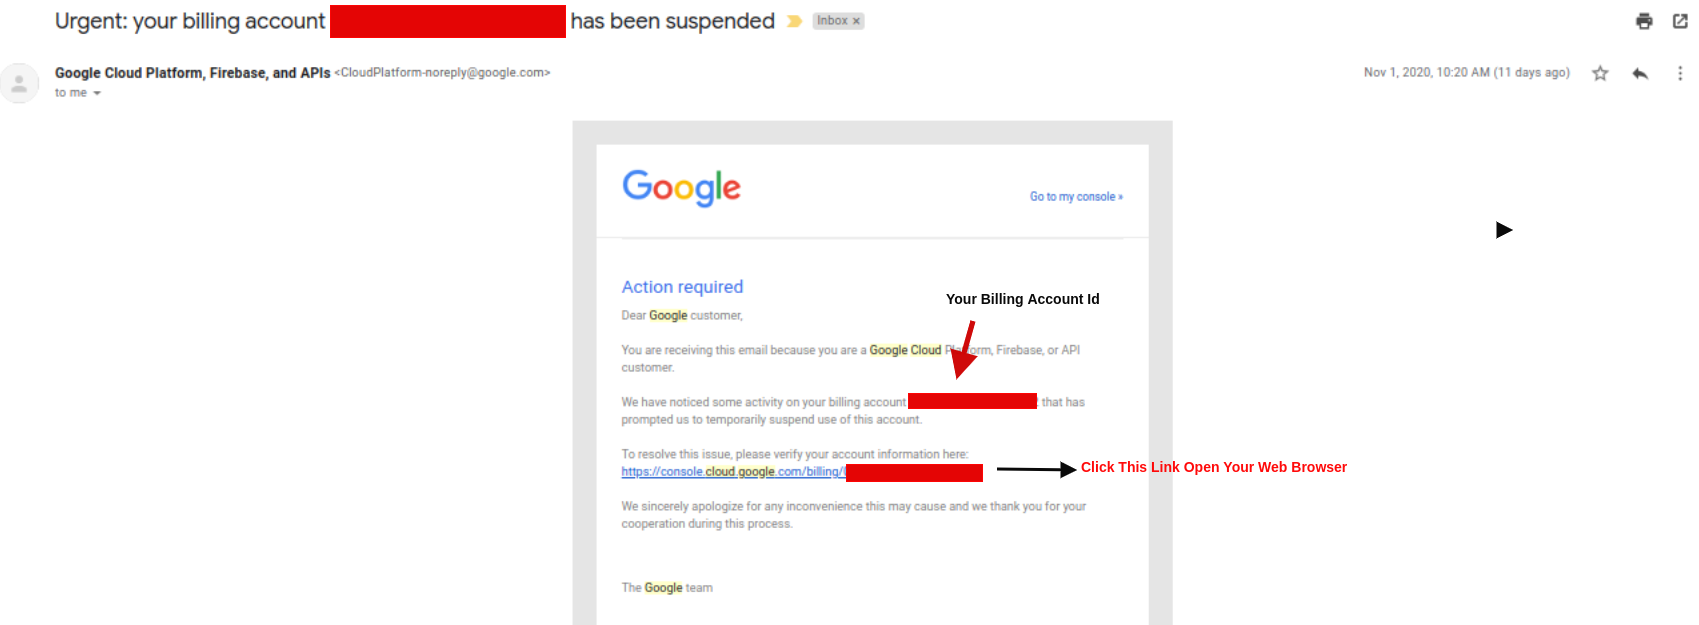 Urgent: your billing account has been suspended Inbox ×
Google Cloud Platform, Firebase, and APIs <CloudPlatform-noreply@google.com> Nov 1, 2020, 10:20 AM (11 days ago)
to me
Google
Go to my console »
Action required
Your Billing Account Id
Dear Google customer,
You are receiving this email because you are a Google Cloud Platform, Firebase, or API
customer.
We have noticed some activity on your billing account that has
prompted us to temporarily suspend use of this account.
To resolve this issue, please verify your account information here:
https://console.cloud.google.com/billing/
Click This Link Open Your Web Browser
We sincerely apologize for any inconvenience this may cause and we thank you for your
cooperation during this process.
The Google team